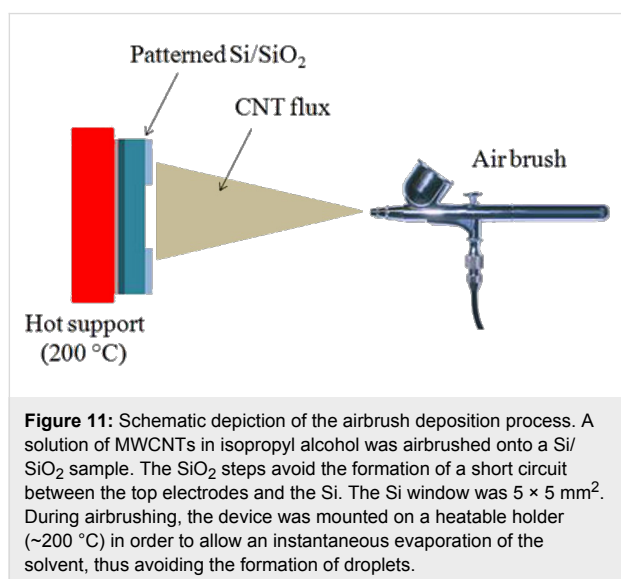 Patterned Si/SiO₂
CNT flux
Air brush
Hot support
(200 °C)
Figure 11: Schematic depiction of the airbrush deposition process. A
solution of MWCNTs in isopropyl alcohol was airbrushed onto a Si/
SiO₂ sample. The SiO₂ steps avoid the formation of a short circuit
between the top electrodes and the Si. The Si window was 5 × 5 mm².
During airbrushing, the device was mounted on a heatable holder
(~200 °C) in order to allow an instantaneous evaporation of the
solvent, thus avoiding the formation of droplets.